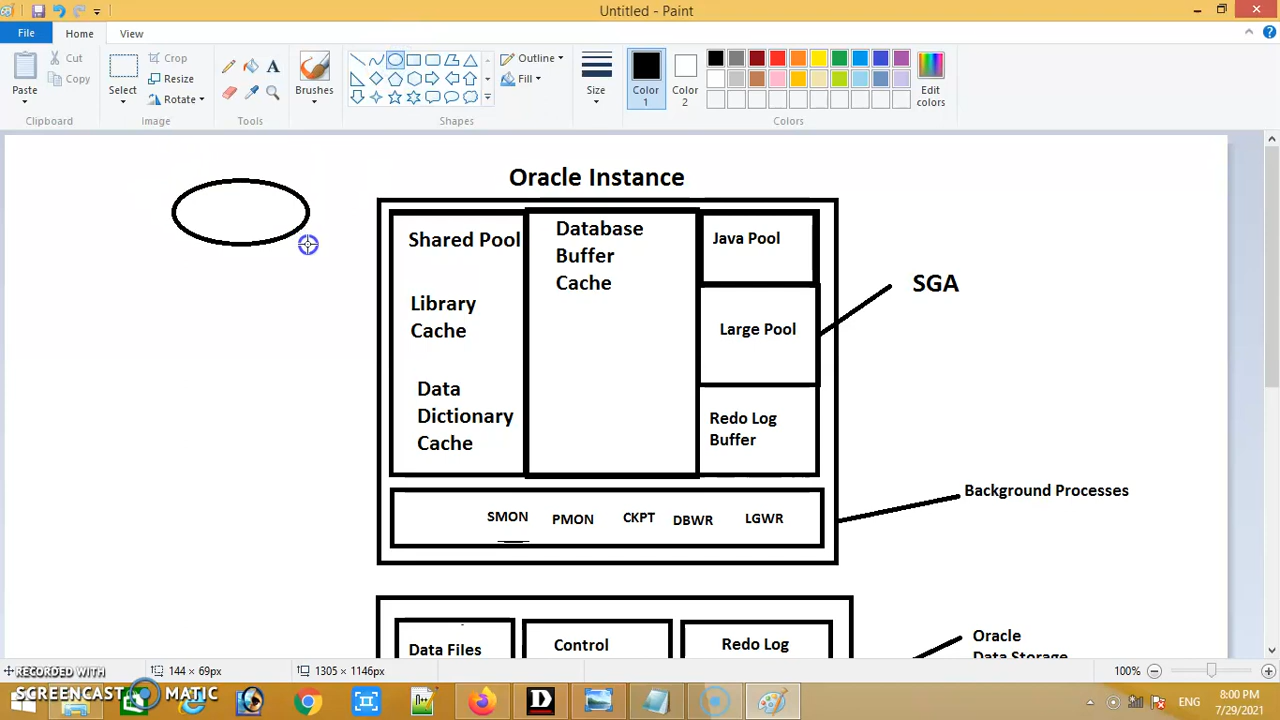 Untitled - Paint
File
Home
View
Paste
Cut
Copy
Select
Crop
Resize
Rotate
A
Brushes
Outline
Fill
Size
Color 1
Color 2
Edit colors
Clipboard
Image
Tools
Shapes
Colors
Oracle Instance
Shared Pool
Library
Cache
Data
Dictionary
Cache
Database
Buffer
Cache
Java Pool
Large Pool
Redo Log
Buffer
SGA
SMON PMON CKPT DBWR LGWR
Background Processes
Data Files
Control
Redo Log
Oracle
Data Storage
RECORDED WITH
SCREENCAST MATIC
144 × 69px
1305 × 1146px
100%
ENG
8:00 PM
7/29/2021